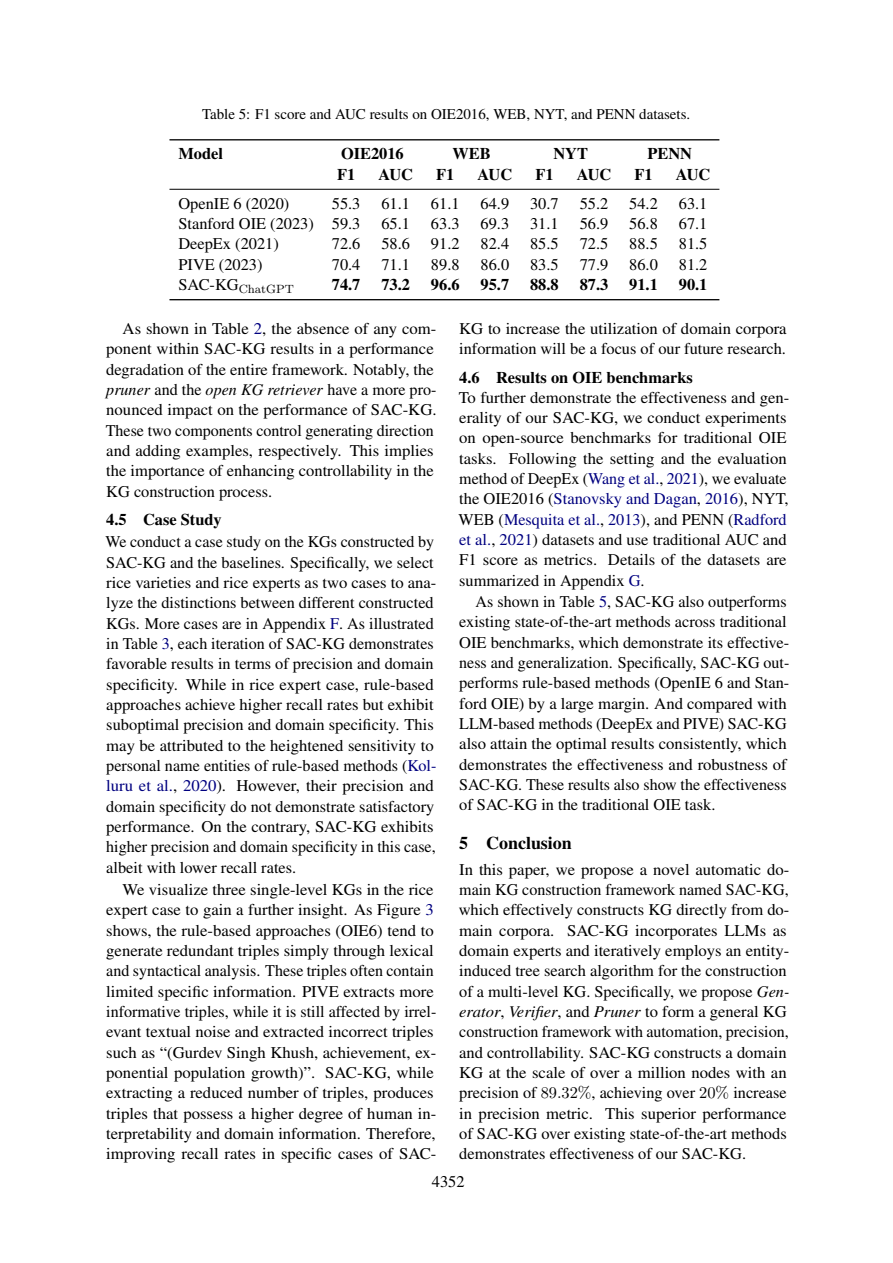 Table 5: F1 score and AUC results on OIE2016, WEB, NYT, and PENN datasets.
Model OIE2016 WEB NYT PENN
F1 AUC F1 AUC F1 AUC F1 AUC
OpenIE 6 (2020) 55.3 61.1 61.1 64.9 30.7 55.2 54.2 63.1
Stanford OIE (2023) 59.3 65.1 63.3 69.3 31.1 56.9 56.8 67.1
DeepEx (2021) 72.6 58.6 91.2 82.4 85.5 72.5 88.5 81.5
PIVE (2023) 70.4 71.1 89.8 86.0 83.5 77.9 86.0 81.2
SAC-KGChatGPT 74.7 73.2 96.6 95.7 88.8 87.3 91.1 90.1
As shown in Table 2, the absence of any com-
ponent within SAC-KG results in a performance
degradation of the entire framework. Notably, the
pruner and the open KG retriever have a more pro-
nounced impact on the performance of SAC-KG.
These two components control generating direction
and adding examples, respectively. This implies
the importance of enhancing controllability in the
KG construction process.
4.5 Case Study
We conduct a case study on the KGs constructed by
SAC-KG and the baselines. Specifically, we select
rice varieties and rice experts as two cases to ana-
lyze the distinctions between different constructed
KGs. More cases are in Appendix F. As illustrated
in Table 3, each iteration of SAC-KG demonstrates
favorable results in terms of precision and domain
specificity. While in rice expert case, rule-based
approaches achieve higher recall rates but exhibit
suboptimal precision and domain specificity. This
may be attributed to the heightened sensitivity to
personal name entities of rule-based methods (Kol-
luru et al., 2020). However, their precision and
domain specificity do not demonstrate satisfactory
performance. On the contrary, SAC-KG exhibits
higher precision and domain specificity in this case,
albeit with lower recall rates.
We visualize three single-level KGs in the rice
expert case to gain a further insight. As Figure 3
shows, the rule-based approaches (OIE6) tend to
generate redundant triples simply through lexical
and syntactical analysis. These triples often contain
limited specific information. PIVE extracts more
informative triples, while it is still affected by irrel-
evant textual noise and extracted incorrect triples
such as “(Gurdev Singh Khush, achievement, ex-
ponential population growth)”. SAC-KG, while
extracting a reduced number of triples, produces
triples that possess a higher degree of human in-
terpretability and domain information. Therefore,
improving recall rates in specific cases of SAC-
KG to increase the utilization of domain corpora
information will be a focus of our future research.
4.6 Results on OIE benchmarks
To further demonstrate the effectiveness and gen-
erality of our SAC-KG, we conduct experiments
on open-source benchmarks for traditional OIE
tasks. Following the setting and the evaluation
method of DeepEx (Wang et al., 2021), we evaluate
the OIE2016 (Stanovsky and Dagan, 2016), NYT,
WEB (Mesquita et al., 2013), and PENN (Radford
et al., 2021) datasets and use traditional AUC and
F1 score as metrics. Details of the datasets are
summarized in Appendix G.
As shown in Table 5, SAC-KG also outperforms
existing state-of-the-art methods across traditional
OIE benchmarks, which demonstrate its effective-
ness and generalization. Specifically, SAC-KG out-
performs rule-based methods (OpenIE 6 and Stan-
ford OIE) by a large margin. And compared with
LLM-based methods (DeepEx and PIVE) SAC-KG
also attain the optimal results consistently, which
demonstrates the effectiveness and robustness of
SAC-KG. These results also show the effectiveness
of SAC-KG in the traditional OIE task.
5 Conclusion
In this paper, we propose a novel automatic do-
main KG construction framework named SAC-KG,
which effectively constructs KG directly from do-
main corpora. SAC-KG incorporates LLMs as
domain experts and iteratively employs an entity-
induced tree search algorithm for the construction
of a multi-level KG. Specifically, we propose Gen-
erator, Verifier, and Pruner to form a general KG
construction framework with automation, precision,
and controllability. SAC-KG constructs a domain
KG at the scale of over a million nodes with an
precision of 89.32%, achieving over 20% increase
in precision metric. This superior performance
of SAC-KG over existing state-of-the-art methods
demonstrates effectiveness of our SAC-KG.
4352